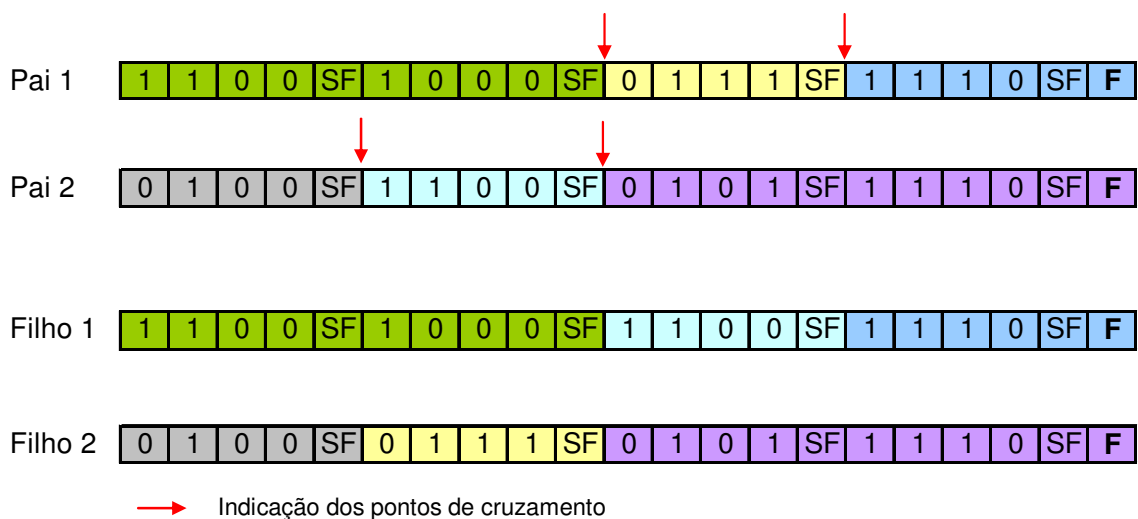 Pai 1 1 1 0 0 SF 1 0 0 0 SF 0 1 1 1 SF 1 1 1 0 SF F
Pai 2 0 1 0 0 SF 1 1 0 0 SF 0 1 0 1 SF 1 1 1 0 SF F
Filho 1 1 1 0 0 SF 1 0 0 0 SF 1 1 0 0 SF 1 1 1 0 SF F
Filho 2 0 1 0 0 SF 0 1 1 1 SF 0 1 0 1 SF 1 1 1 0 SF F
Indicação dos pontos de cruzamento